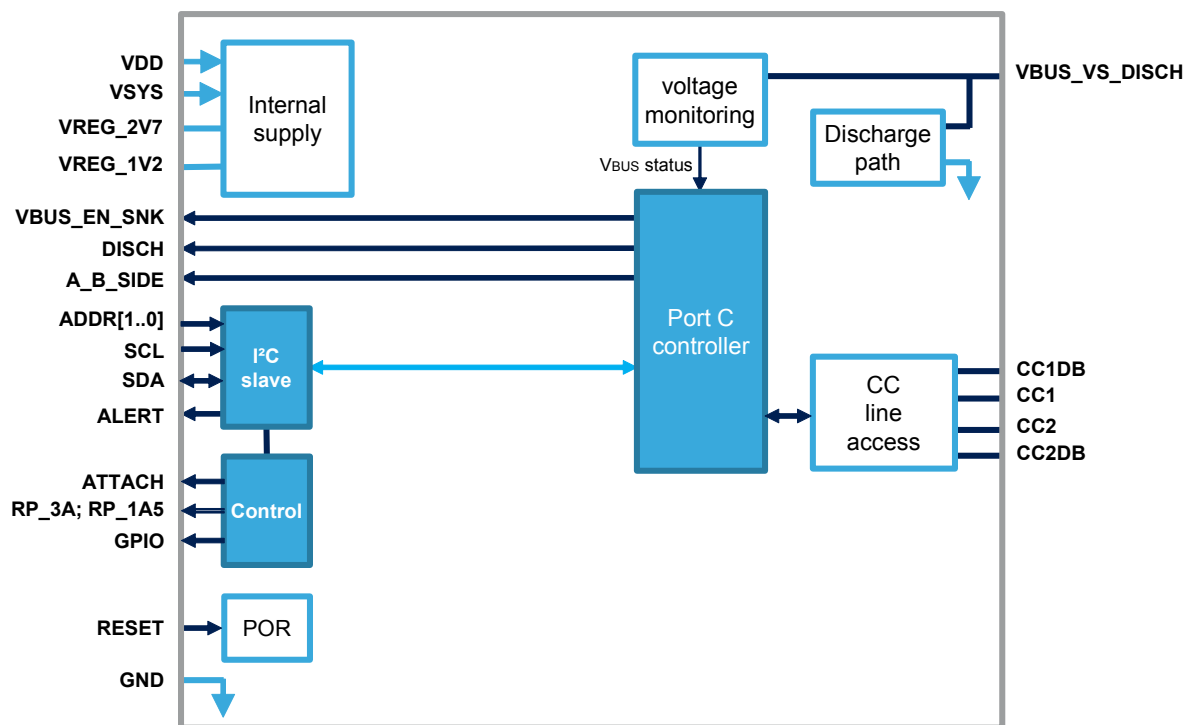 VDD
VSYS
VREG_2V7
VREG_1V2
Internal
supply
voltage
monitoring
VBUS_VS_DISCH
Discharge
path
VBUS status
VBUS_EN_SNK
DISCH
A_B_SIDE
ADDR[1..0]
SCL
SDA
ALERT
I²C
slave
Port C
controller
CC
line
access
CC1DB
CC1
CC2
CC2DB
ATTACH
RP_3A; RP_1A5
GPIO
Control
RESET
POR
GND